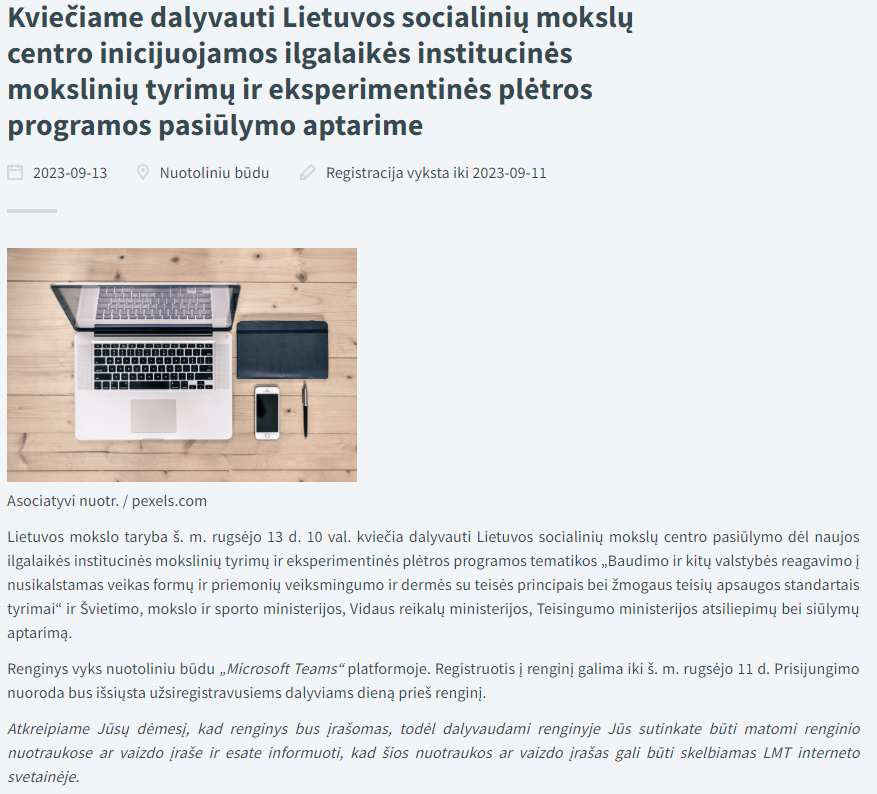 Kviečiame dalyvauti Lietuvos socialinių mokslų
centro inicijuojamos ilgalaikės institucinės
mokslinių tyrimų ir eksperimentinės plėtros
programos pasiūlymo aptarime
2023-09-13 Nuotoliniu būdu Registracija vyksta iki 2023-09-11
Asociatyvi nuotr. / pexels.com
Lietuvos mokslo taryba š. m. rugsėjo 13 d. 10 val. kviečia dalyvauti Lietuvos socialinių mokslų centro pasiūlymo dėl naujos
ilgalaikės institucinės mokslinių tyrimų ir eksperimentinės plėtros programos tematikos „Baudimo ir kitų valstybės reagavimo į
nusikalstamas veikas formų ir priemonių veiksmingumo ir dermės su teisės principais bei žmogaus teisių apsaugos standartais
tyrimai“ ir Švietimo, mokslo ir sporto ministerijos, Vidaus reikalų ministerijos, Teisingumo ministerijos atsiliepimų bei siūlymų
aptarimą.
Renginys vyks nuotoliniu būdu „Microsoft Teams“ platformoje. Registruotis į renginį galima iki š. m. rugsėjo 11 d. Prisijungimo
nuoroda bus išsiųsta užsiregistravusiems dalyviams dieną prieš renginį.
Atkreipiame Jūsų dėmesį, kad renginys bus įrašomas, todėl dalyvaudami renginyje Jūs sutinkate būti matomi renginio
nuotraukose ar vaizdo įraše ir esate informuoti, kad šios nuotraukos ar vaizdo įrašas gali būti skelbiamas LMT interneto
svetainėje.